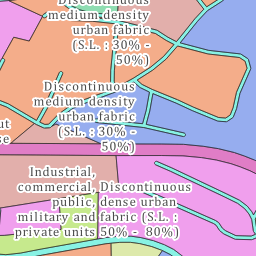 Discontinuous
medium density
urban fabric
(S.L. : 30% -
50%)
Discontinuous
medium density
urban fabric
(S.L. : 30% -
50%)
Industrial,
commercial,
public,
military and
private units
Discontinuous
dense urban
fabric (S.L. :
50% - 80%)